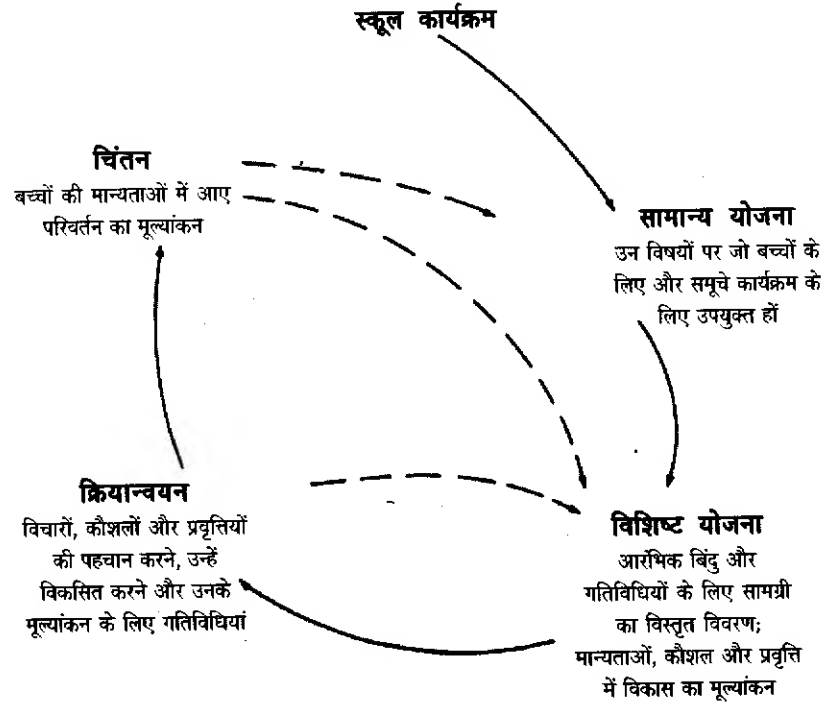 स्कूल कार्यक्रम
चिंतन
बच्चों की मान्यताओं में आए
परिवर्तन का मूल्यांकन
सामान्य योजना
उन विषयों पर जो बच्चों के
लिए और समूचे कार्यक्रम के
लिए उपयुक्त हों
क्रियान्वयन
विचारों, कौशलों और प्रवृत्तियों
की पहचान करने, उन्हें
विकसित करने और उनके
मूल्यांकन के लिए गतिविधियां
विशिष्ट योजना
आरंभिक बिंदु और
गतिविधियों के लिए सामग्री
का विस्तृत विवरण;
मान्यताओं, कौशल और प्रवृत्ति
में विकास का मूल्यांकन